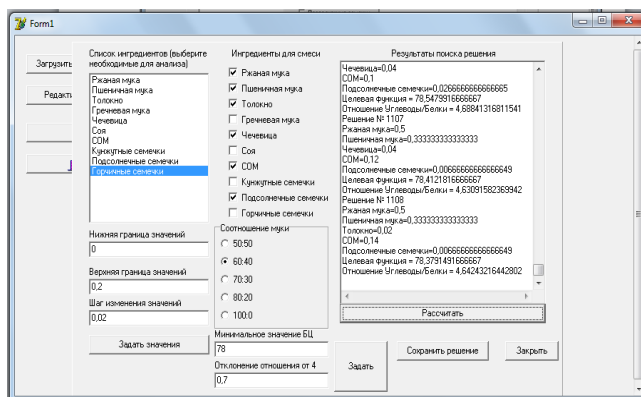 Form1
Загрузить
Редакти
Список ингредиентов (выберите
необходимые для анализа)
Ржаная мука
Пшеничная мука
Толокно
Гречневая мука
Чечевица
Соя
СОМ
Кунжутные семечки
Подсолнечные семечки
Горчичные семечки
Нижняя граница значений
0
Верхняя граница значений
0,2
Шаг изменения значений
0,02
Задать значения
Ингредиенты для смеси
Ржаная мука
Пшеничная мука
Толокно
Гречневая мука
Чечевица
Соя
СОМ
Кунжутные семечки
Подсолнечные семечки
Горчичные семечки
Соотношение муки
50:50
60:40
70:30
80:20
100:0
Минимальное значение БЦ
78
Отклонение отношения от 4
0,7
Результаты поиска решения
Чечевица=0,04
СОМ=0,1
Подсолнечные семечки=0,0266666666666665
Целевая функция = 78,5479916666667
Отношение Углеводы/Белки = 4,68841316811541
Решение № 1107
Ржаная мука=0,5
Пшеничная мука=0,333333333333333
Чечевица=0,04
СОМ=0,12
Подсолнечные семечки=0,00666666666666649
Целевая функция = 78,4121816666667
Отношение Углеводы/Белки = 4,63091582369942
Решение № 1108
Ржаная мука=0,5
Пшеничная мука=0,333333333333333
Толокно=0,02
СОМ=0,14
Подсолнечные семечки=0,00666666666666649
Целевая функция = 78,3791491666667
Отношение Углеводы/Белки = 4,64243216442802
Рассчитать
Задать
Сохранить решение
Закрыть